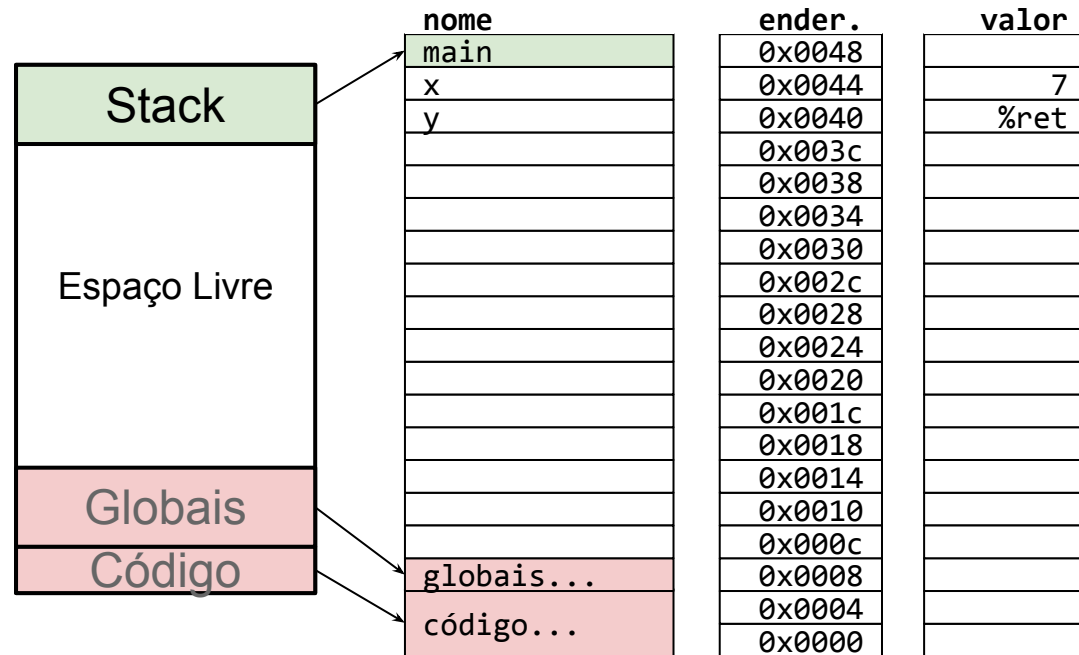 nome ender. valor
main 0x0048
x 0x0044 7
y 0x0040 %ret
0x003c
0x0038
0x0034
0x0030
0x002c
0x0028
0x0024
0x0020
0x001c
0x0018
0x0014
0x0010
0x000c
globais... 0x0008
código... 0x0004
0x0000
Stack
Espaço Livre
Globais
Código